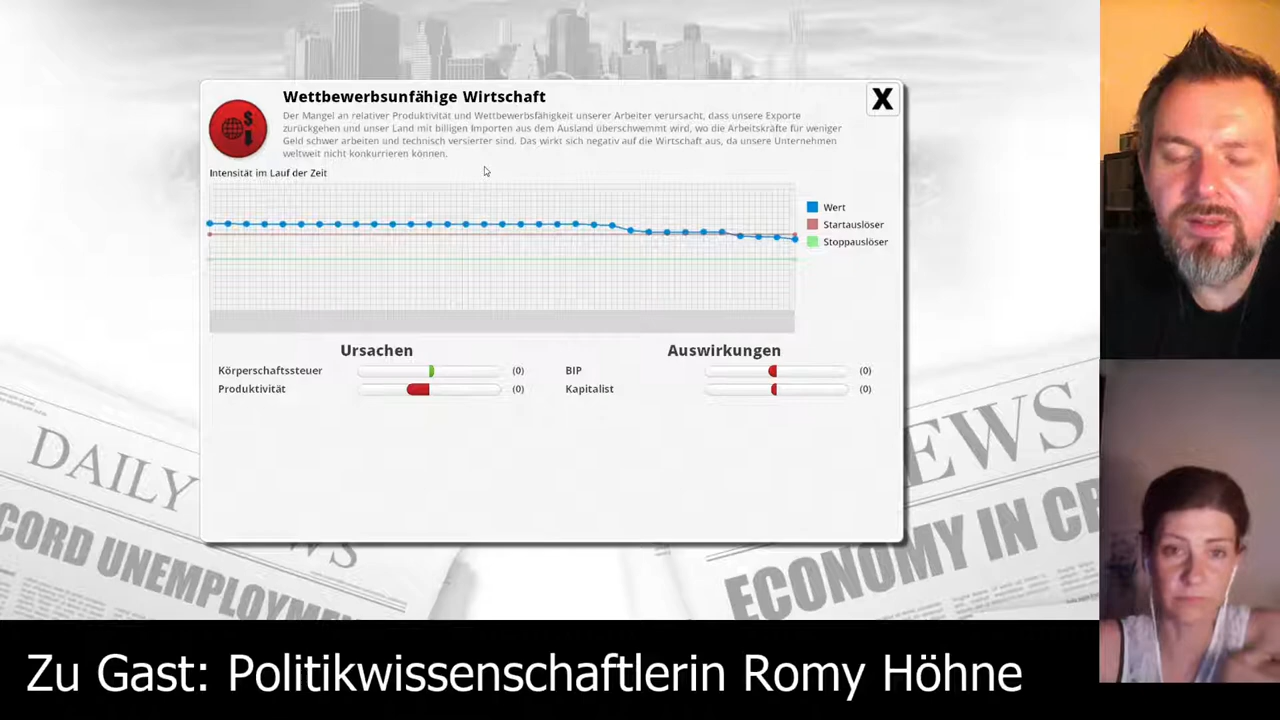 Wettbewerbsunfähige Wirtschaft
X
Der Mangel an relativer Produktivität und Wettbewerbsfähigkeit unserer Arbeiter verursacht, dass unsere Exporte
zurückgehen und unser Land mit billigen Importen aus dem Ausland überschwemmt wird, wo die Arbeitskräfte für weniger
Geld schwer arbeiten und technisch versierter sind. Das wirkt sich negativ auf die Wirtschaft aus, da unsere Unternehmen
weltweit nicht konkurrieren können.
Intensität im Lauf der Zeit
Wert
Startauslöser
Stoppauslöser
Ursachen
Auswirkungen
Körperschaftssteuer (0)
BIP (0)
Produktivität (0)
Kapitalist (0)
DAILY
NEWS
CORD UNEMPLOYME
EWS
ECONOMY IN CR
Zu Gast: Politikwissenschaftlerin Romy Höhne